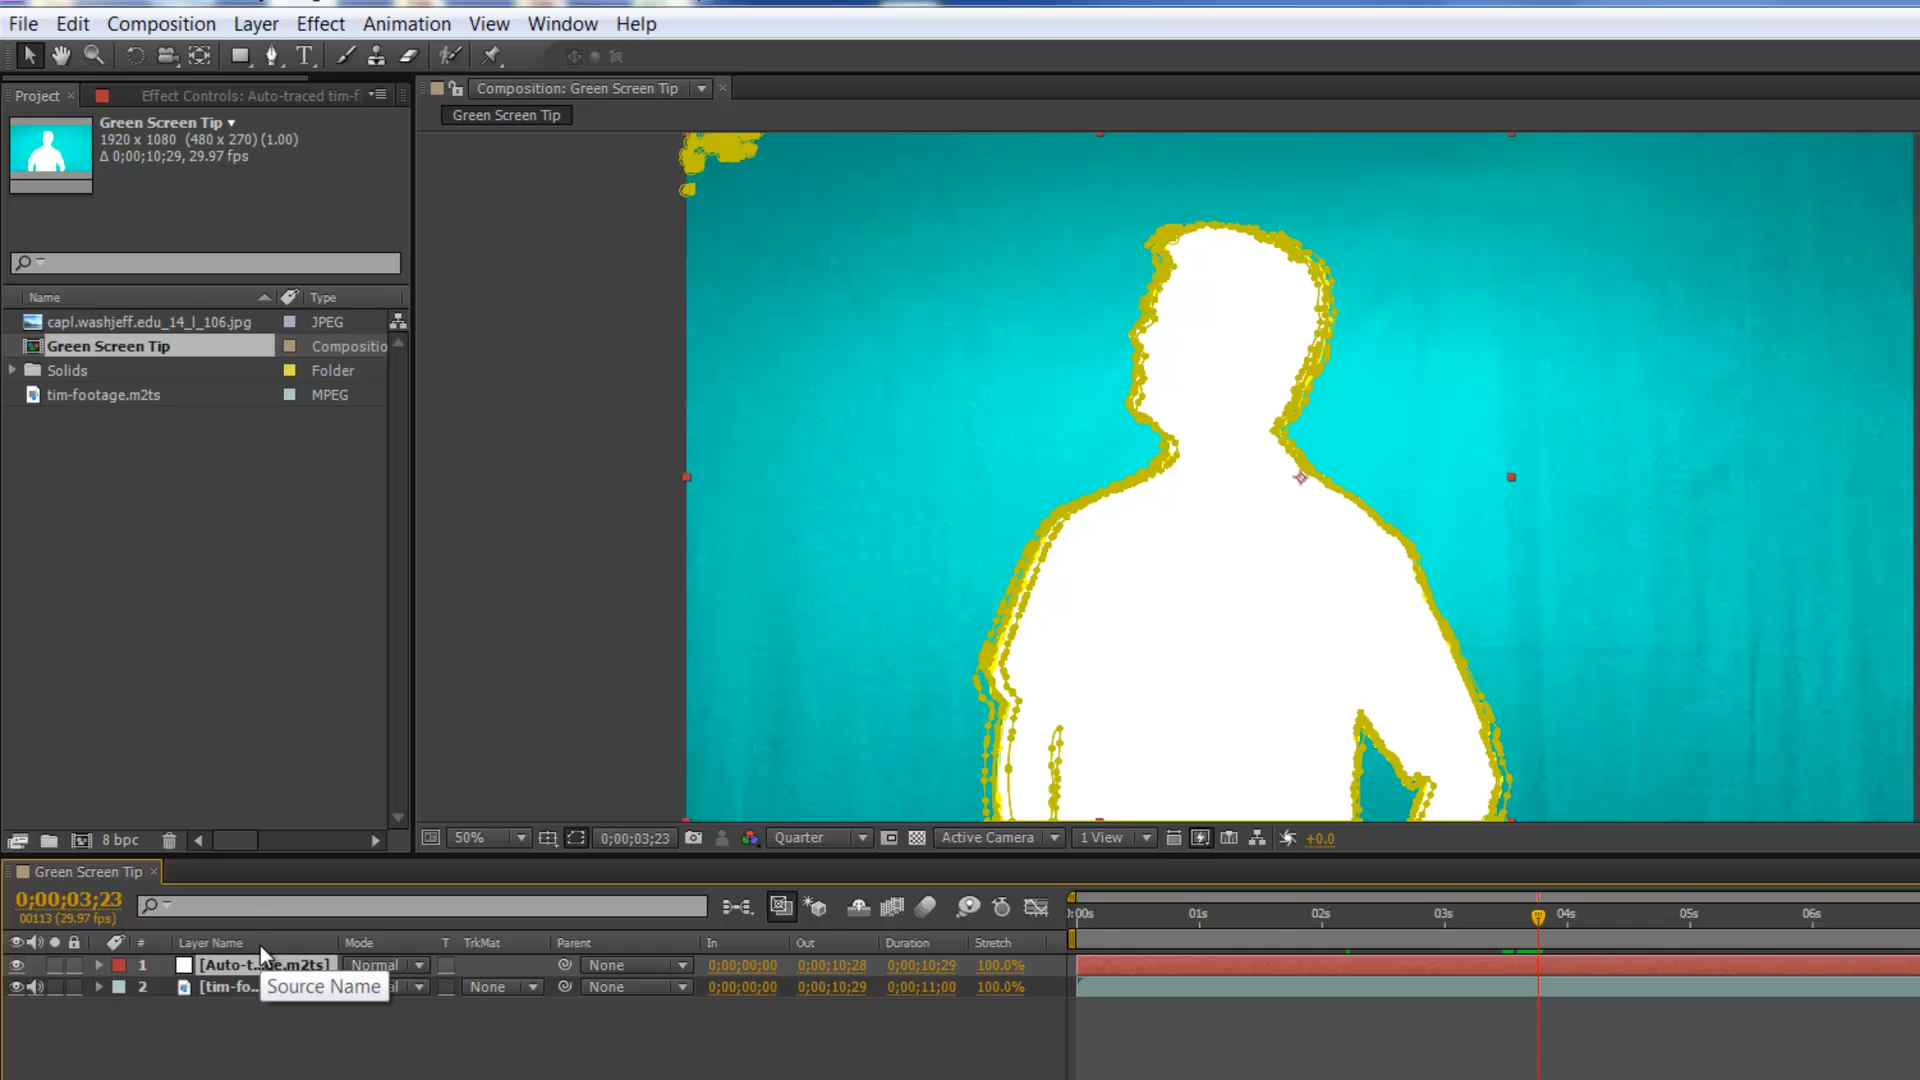 File Edit Composition Layer Effect Animation View Window Help
Project × Effect Controls: Auto-traced tim-f
Composition: Green Screen Tip
Green Screen Tip
Green Screen Tip
1920 x 1080 (480 x 270) (1.00)
Δ 0;00;10;29, 29.97 fps
Name Type
capl.washjeff.edu_14_l_106.jpg JPEG
Green Screen Tip Compositio
Solids Folder
tim-footage.m2ts MPEG
8 bpc
50% 0;00;03;23 Quarter Active Camera 1 View +0.0
Green Screen Tip ×
0;00;03;23
00113 (29.97 fps)
):00s 01s 02s 03s 04s 05s 06s
# Layer Name Mode T TrkMat Parent In Out Duration Stretch
1 [Auto-t...e.m2ts] Normal None 0;00;00;00 0;00;10;28 0;00;10;29 100.0%
2 [tim-fo... al None None 0;00;00;00 0;00;10;29 0;00;11;00 100.0%
Source Name